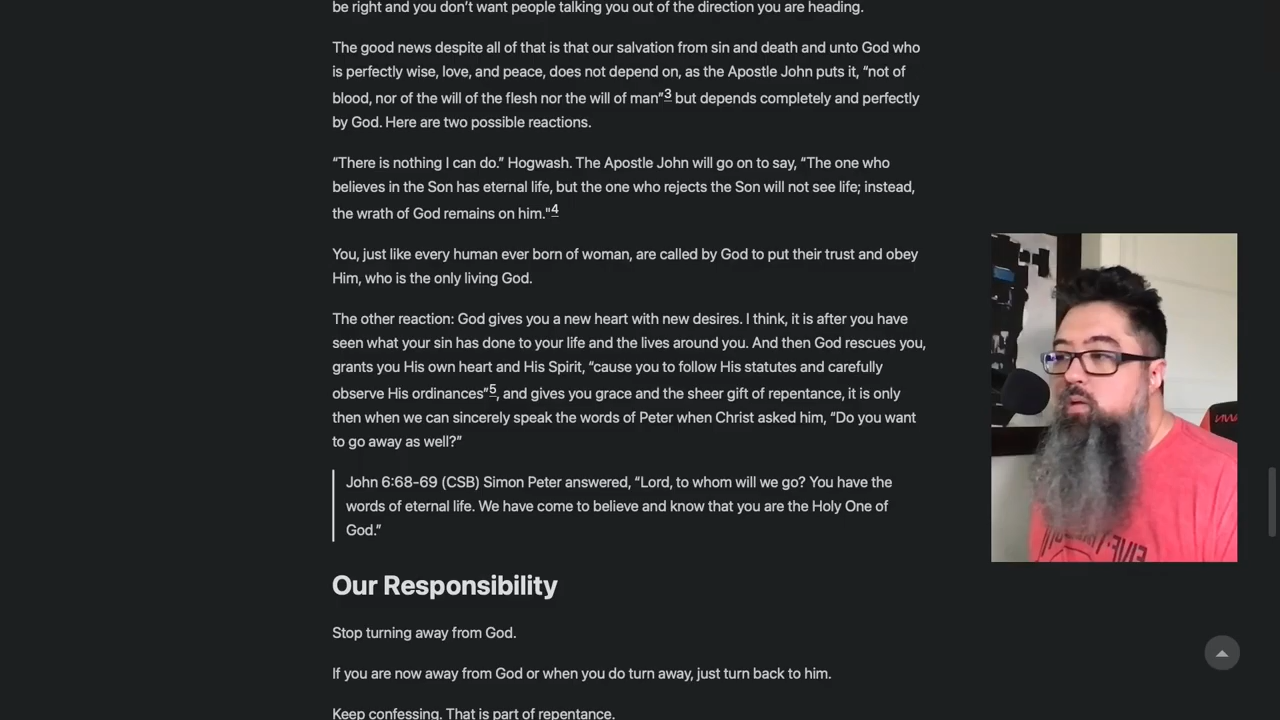 be right and you don’t want people talking you out of the direction you are heading.
The good news despite all of that is that our salvation from sin and death and unto God who
is perfectly wise, love, and peace, does not depend on, as the Apostle John puts it, “not of
blood, nor of the will of the flesh nor the will of man”3 but depends completely and perfectly
by God. Here are two possible reactions.
“There is nothing I can do.” Hogwash. The Apostle John will go on to say, “The one who
believes in the Son has eternal life, but the one who rejects the Son will not see life; instead,
the wrath of God remains on him."4
You, just like every human ever born of woman, are called by God to put their trust and obey
Him, who is the only living God.
The other reaction: God gives you a new heart with new desires. I think, it is after you have
seen what your sin has done to your life and the lives around you. And then God rescues you,
grants you His own heart and His Spirit, “cause you to follow His statutes and carefully
observe His ordinances”5, and gives you grace and the sheer gift of repentance, it is only
then when we can sincerely speak the words of Peter when Christ asked him, “Do you want
to go away as well?”
John 6:68-69 (CSB) Simon Peter answered, “Lord, to whom will we go? You have the
words of eternal life. We have come to believe and know that you are the Holy One of
God.”
Our Responsibility
Stop turning away from God.
If you are now away from God or when you do turn away, just turn back to him.
Keep confessing. That is part of repentance.